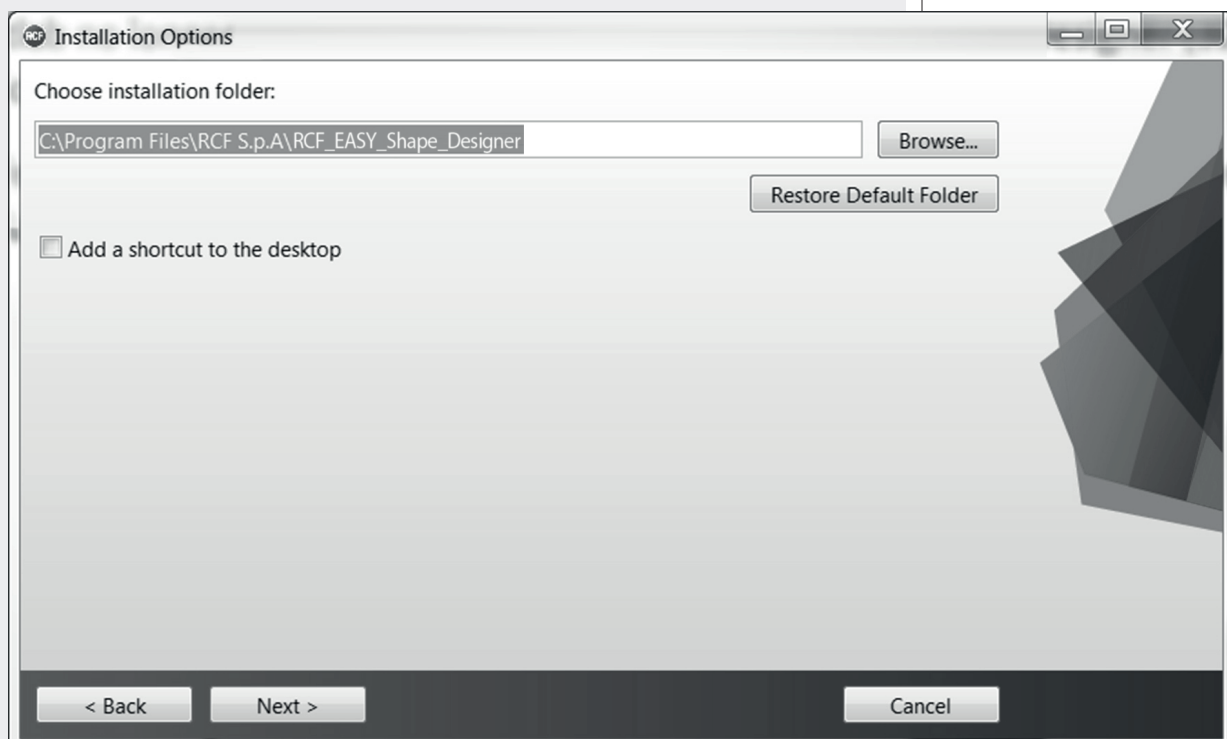 RCF Installation Options
Choose installation folder:
C:\Program Files\RCF S.p.A\RCF_EASY_Shape_Designer Browse...
Restore Default Folder
Add a shortcut to the desktop
< Back Next > Cancel